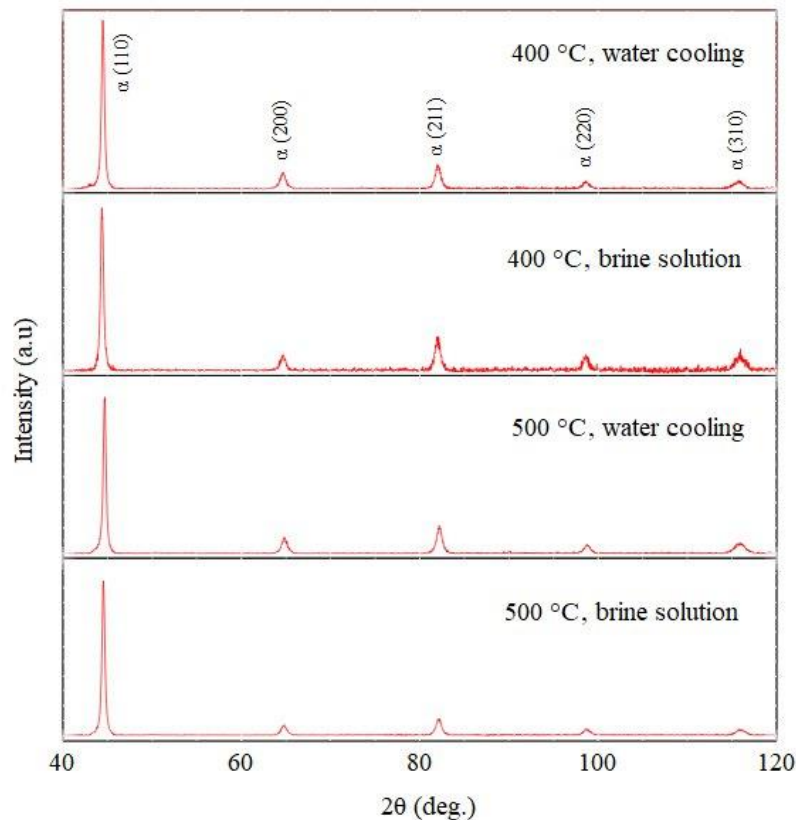 400 °C, water cooling
α (110)
α (200)
α (211)
α (220)
α (310)
400 °C, brine solution
500 °C, water cooling
500 °C, brine solution
Intensity (a.u)
40
60
80
100
120
2θ (deg.)